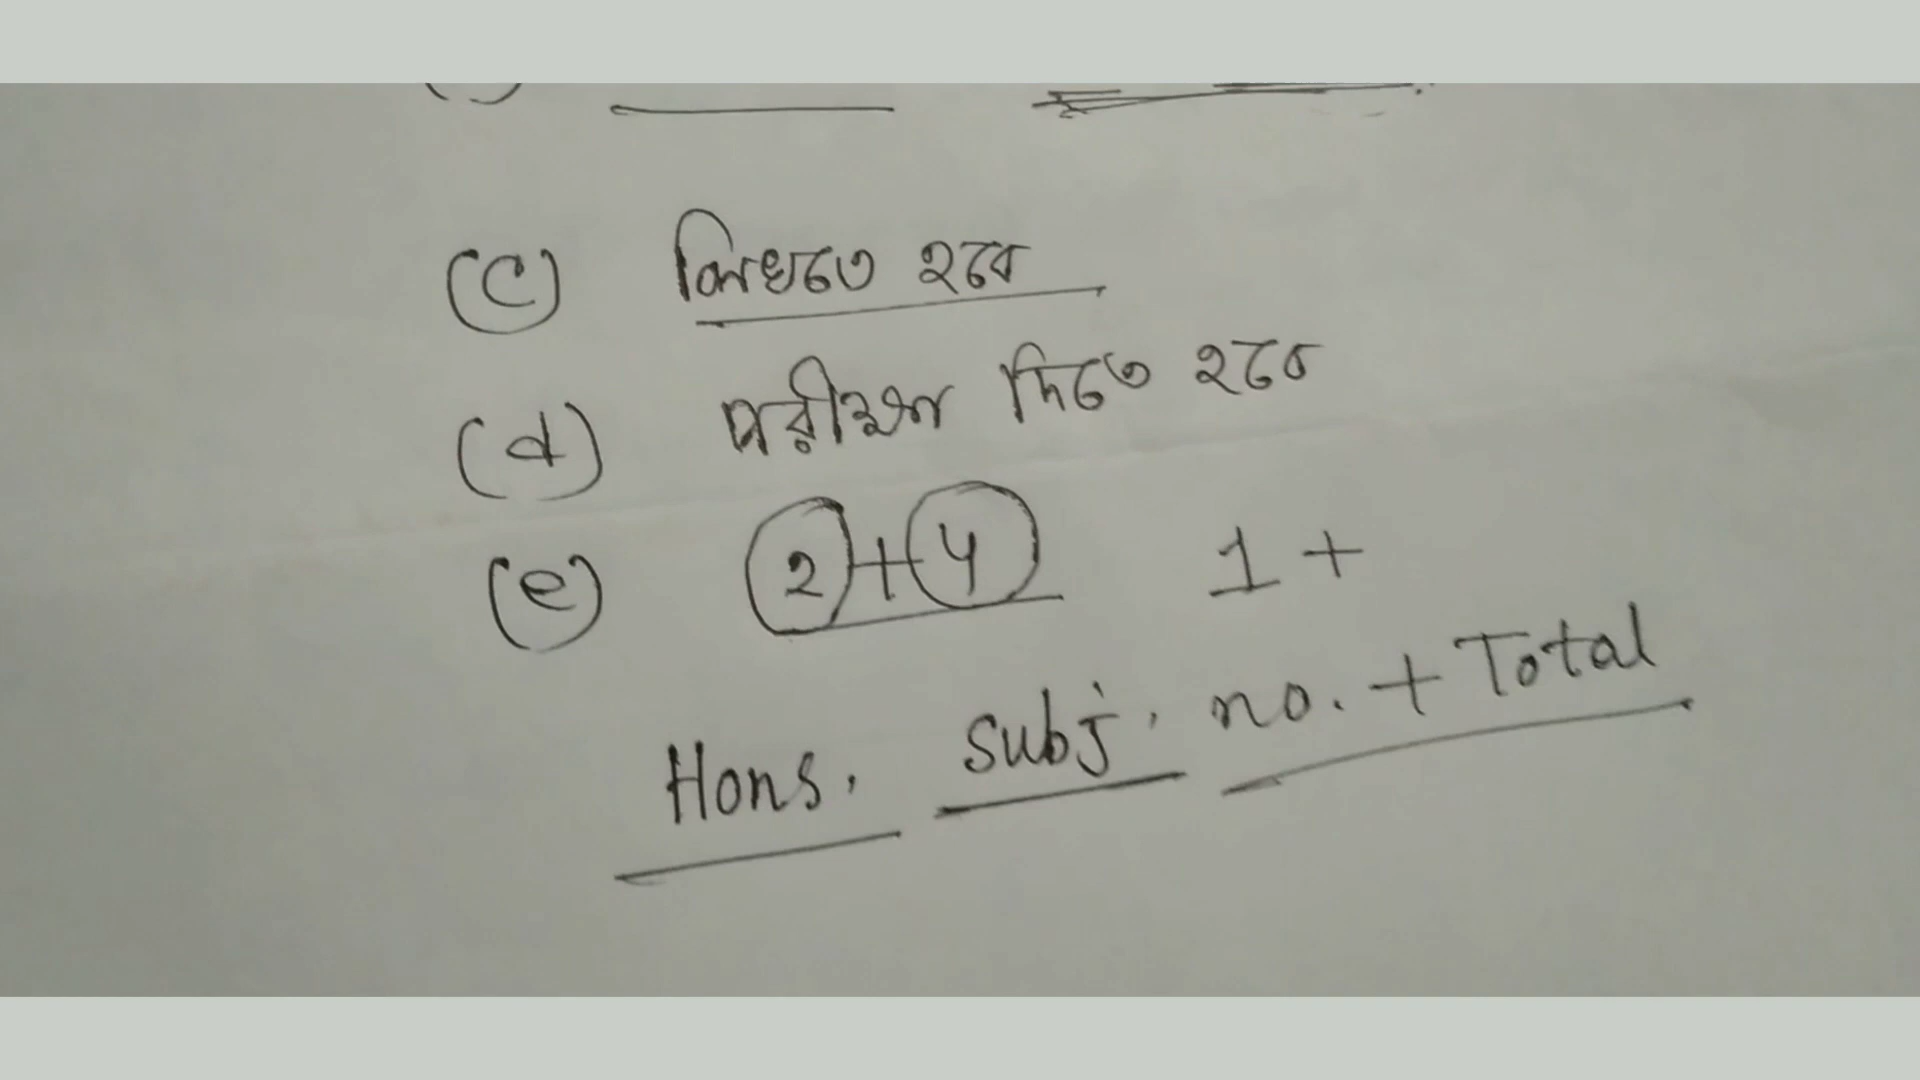 (c) লিখতে হবে
(d) পরীক্ষা দিতে হবে
(e) 2+4 1+
Hons. subj. no. + Total